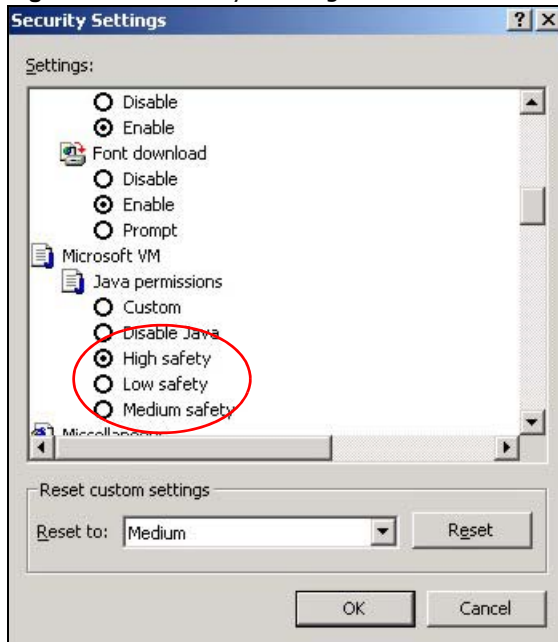 Security Settings
Settings:
Disable
Enable
Font download
Disable
Enable
Prompt
Microsoft VM
Java permissions
Custom
Disable Java
High safety
Low safety
Medium safety
Miscellaneous
Reset custom settings
Reset to: Medium Reset
OK Cancel